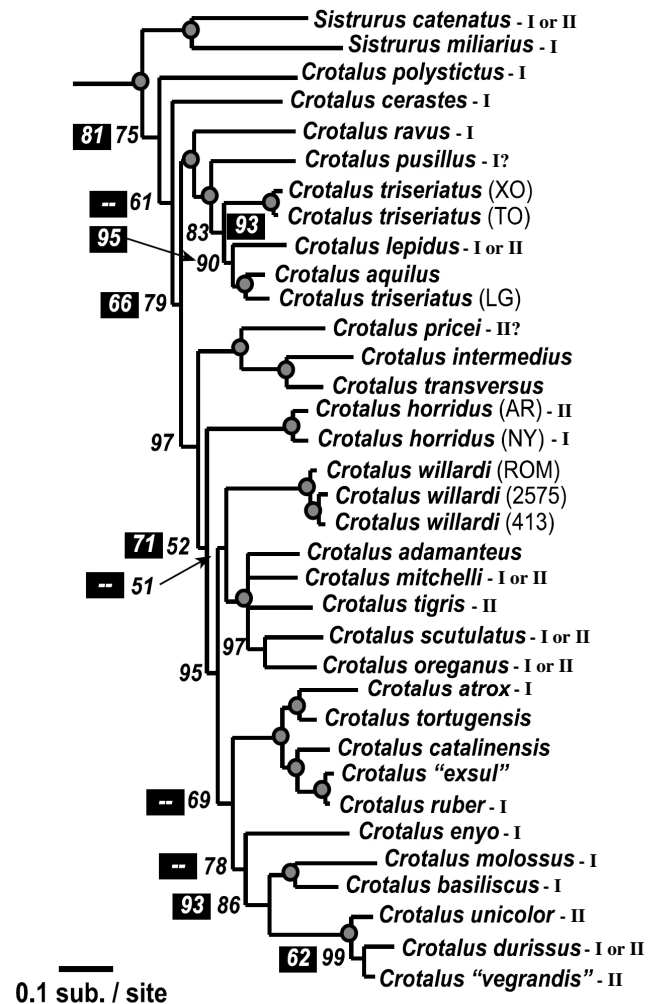 Sistrurus catenatus - I or II
Sistrurus miliarius - I
Crotalus polystictus - I
Crotalus cerastes - I
81 75
Crotalus ravus - I
Crotalus pusillus - I?
Crotalus triseriatus (XO)
-- 61
93
Crotalus triseriatus (TO)
95
83
Crotalus lepidus - I or II
90
Crotalus aquilus
Crotalus triseriatus (LG)
66 79
Crotalus pricei - II?
Crotalus intermedius
Crotalus transversus
Crotalus horridus (AR) - II
97
Crotalus horridus (NY) - I
Crotalus willardi (ROM)
Crotalus willardi (2575)
Crotalus willardi (413)
71 52
Crotalus adamanteus
-- 51
Crotalus mitchelli - I or II
Crotalus tigris - II
Crotalus scutulatus - I or II
97
95
Crotalus oreganus - I or II
Crotalus atrox - I
Crotalus tortugensis
Crotalus catalinensis
Crotalus “exsul”
-- 69
Crotalus ruber - I
Crotalus enyo - I
-- 78
Crotalus molossus - I
Crotalus basiliscus - I
93 86
Crotalus unicolor - II
Crotalus durissus - I or II
62 99
Crotalus “vegrandis” - II
0.1 sub. / site